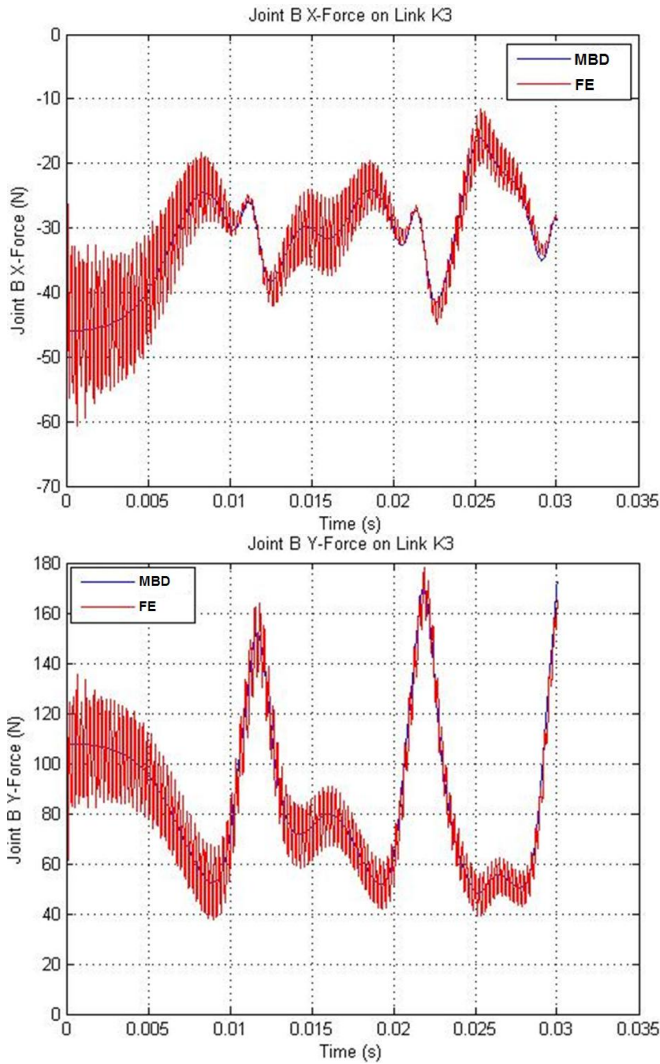 Joint B X-Force on Link K3
0
MBD
FE
-10
-20
-30
-40
-50
-60
-70
Joint B X-Force (N)
0 0.005 0.01 0.015 0.02 0.025 0.03 0.035
Time (s)
Joint B Y-Force on Link K3
180
MBD
FE
160
140
120
100
80
60
40
20
0
Joint B Y-Force (N)
0 0.005 0.01 0.015 0.02 0.025 0.03 0.035
Time (s)